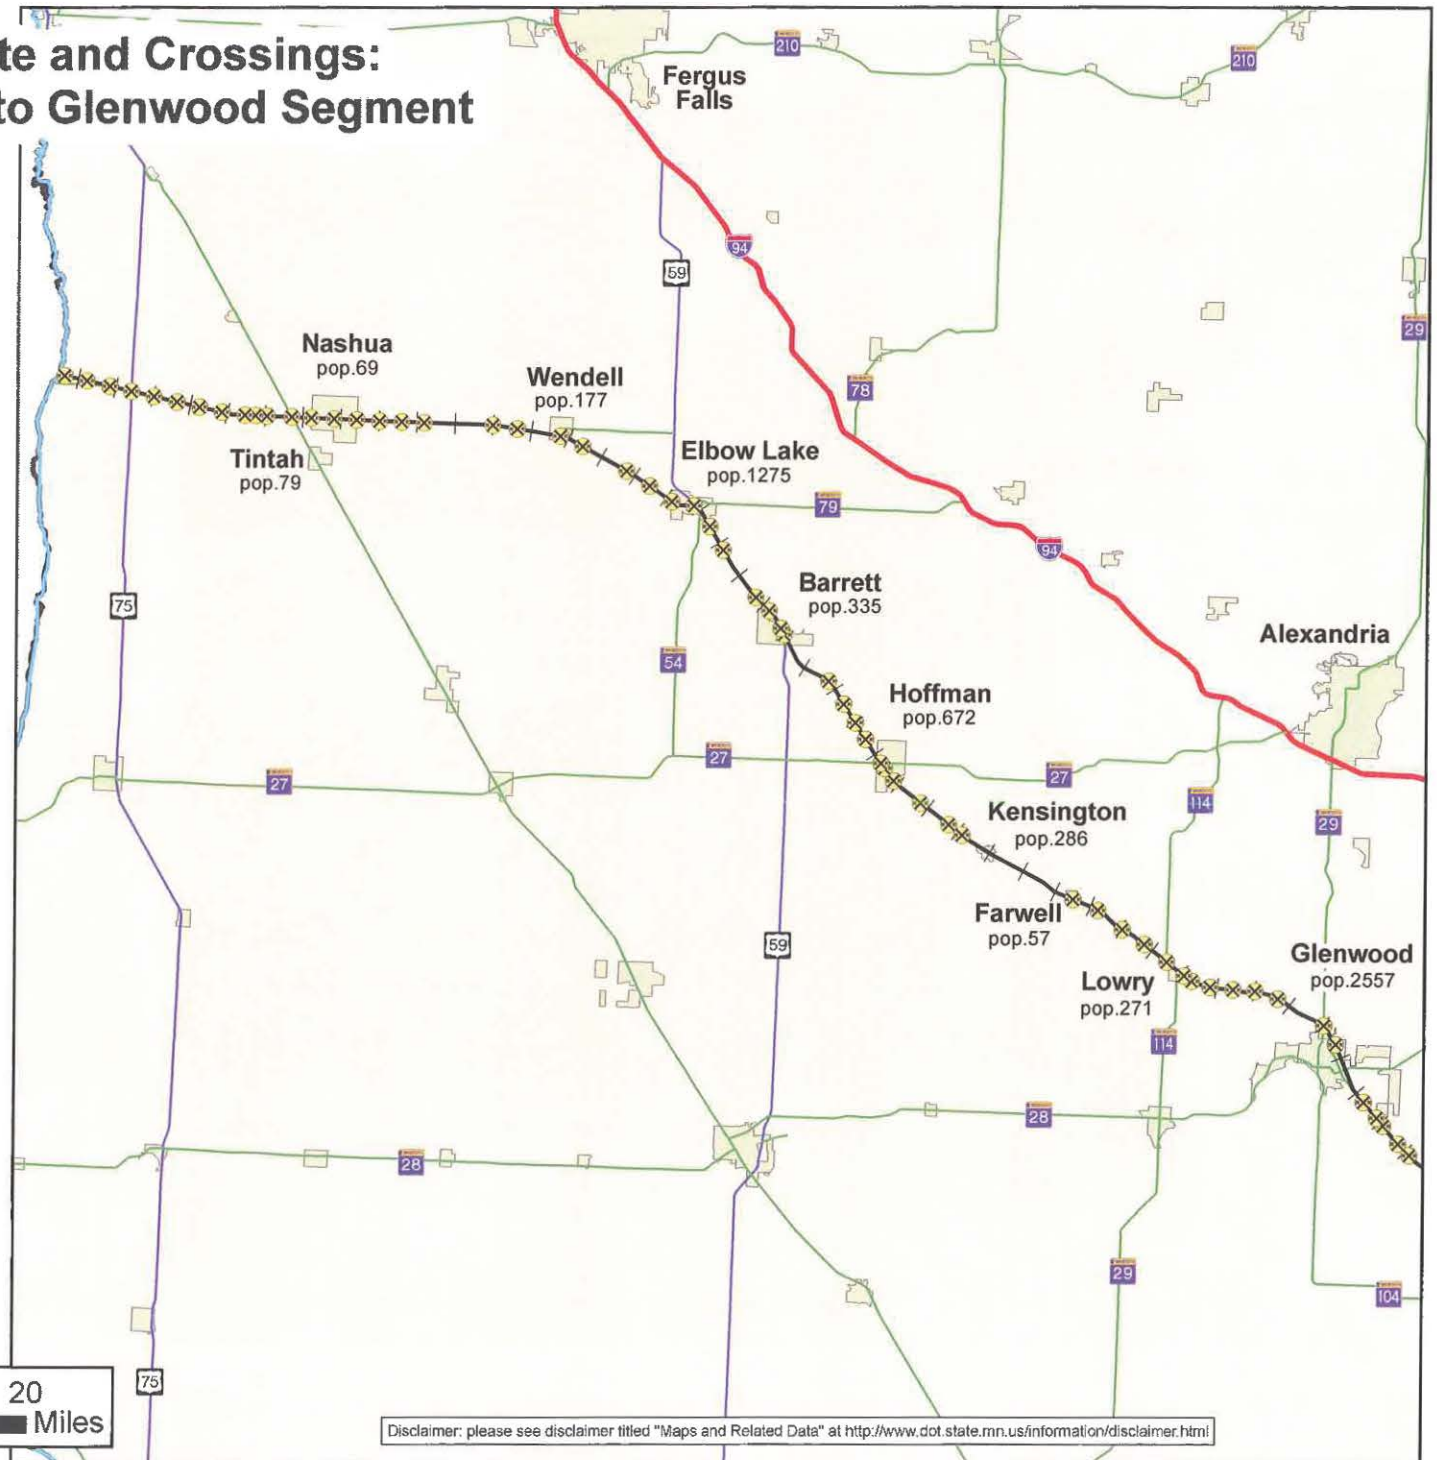 te and Crossings:
to Glenwood Segment
210
210
Fergus
Falls
94
59
29
Nashua
pop.69
Wendell
pop.177
78
Tintah
pop.79
Elbow Lake
pop.1275
79
94
Barrett
pop.335
75
Alexandria
54
Hoffman
pop.672
27
27
27
114
Kensington
pop.286
29
Farwell
pop.57
59
Glenwood
pop.2557
Lowry
pop.271
114
28
28
29
104
75
20
Miles
Disclaimer: please see disclaimer titled "Maps and Related Data" at http://www.dot.state.mn.us/information/disclaimer.html